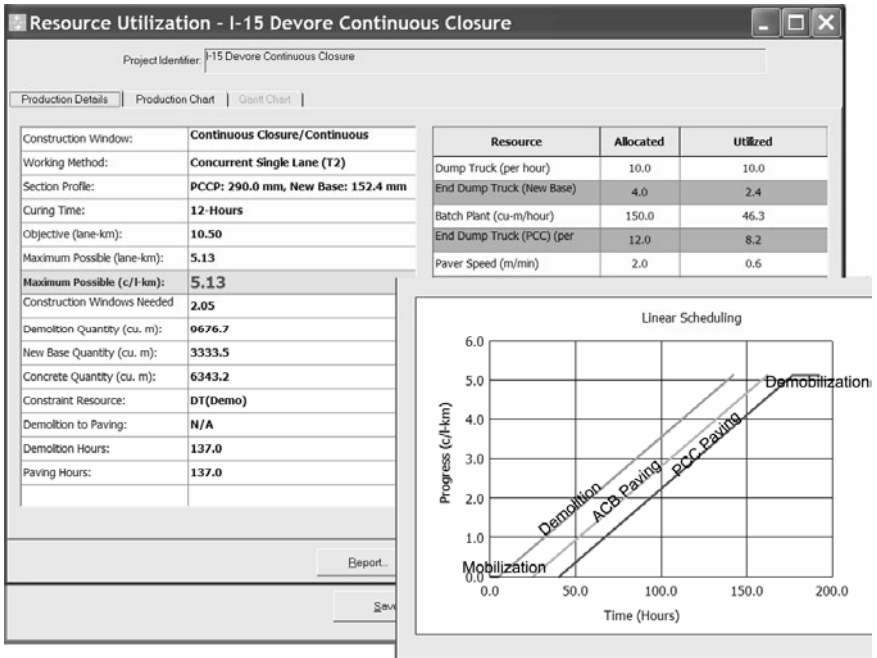 Resource Utilization - I-15 Devore Continuous Closure
Project Identifier: I-15 Devore Continuous Closure
Production Details Production Chart Gantt Chart
Construction Window: Continuous Closure/Continuous
Working Method: Concurrent Single Lane (T2)
Section Profile: PCCP: 290.0 mm, New Base: 152.4 mm
Curing Time: 12-Hours
Objective (lane-km): 10.50
Maximum Possible (lane-km): 5.13
Maximum Possible (c/l-km): 5.13
Construction Windows Needed 2.05
Demolition Quantity (cu. m): 9676.7
New Base Quantity (cu. m): 3333.5
Concrete Quantity (cu. m): 6343.2
Constraint Resource: DT(Demo)
Demolition to Paving: N/A
Demolition Hours: 137.0
Paving Hours: 137.0
Resource Allocated Utilized
Dump Truck (per hour) 10.0 10.0
End Dump Truck (New Base) 4.0 2.4
Batch Plant (cu-m/hour) 150.0 46.3
End Dump Truck (PCC) (per 12.0 8.2
Paver Speed (m/min) 2.0 0.6
Report...
Save
Linear Scheduling
Progress (c/l-km)
6.0
5.0
4.0
3.0
2.0
1.0
0.0
Demobilization
Demolition
ACB Paving
PCC Paving
Mobilization
0.0 50.0 100.0 150.0 200.0
Time (Hours)